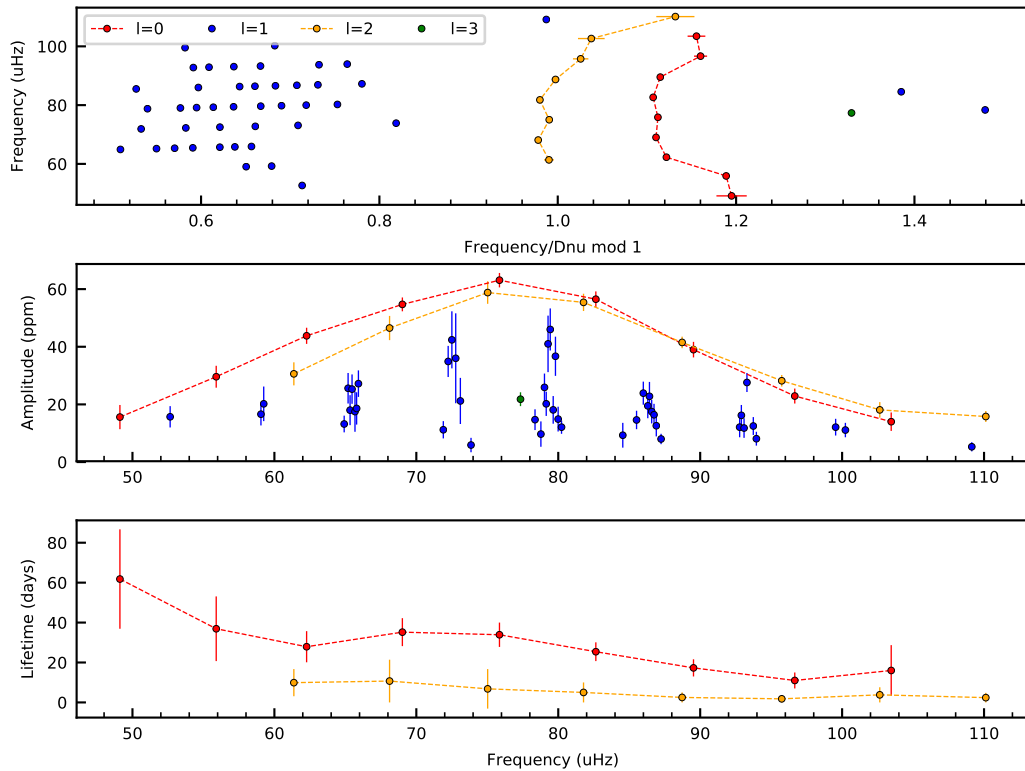 l=0 l=1 l=2 l=3
Frequency (uHz)
100
80
60
0.6 0.8 1.0 1.2 1.4
Frequency/Dnu mod 1
Amplitude (ppm)
60
40
20
0
50 60 70 80 90 100 110
Lifetime (days)
80
60
40
20
0
50 60 70 80 90 100 110
Frequency (uHz)